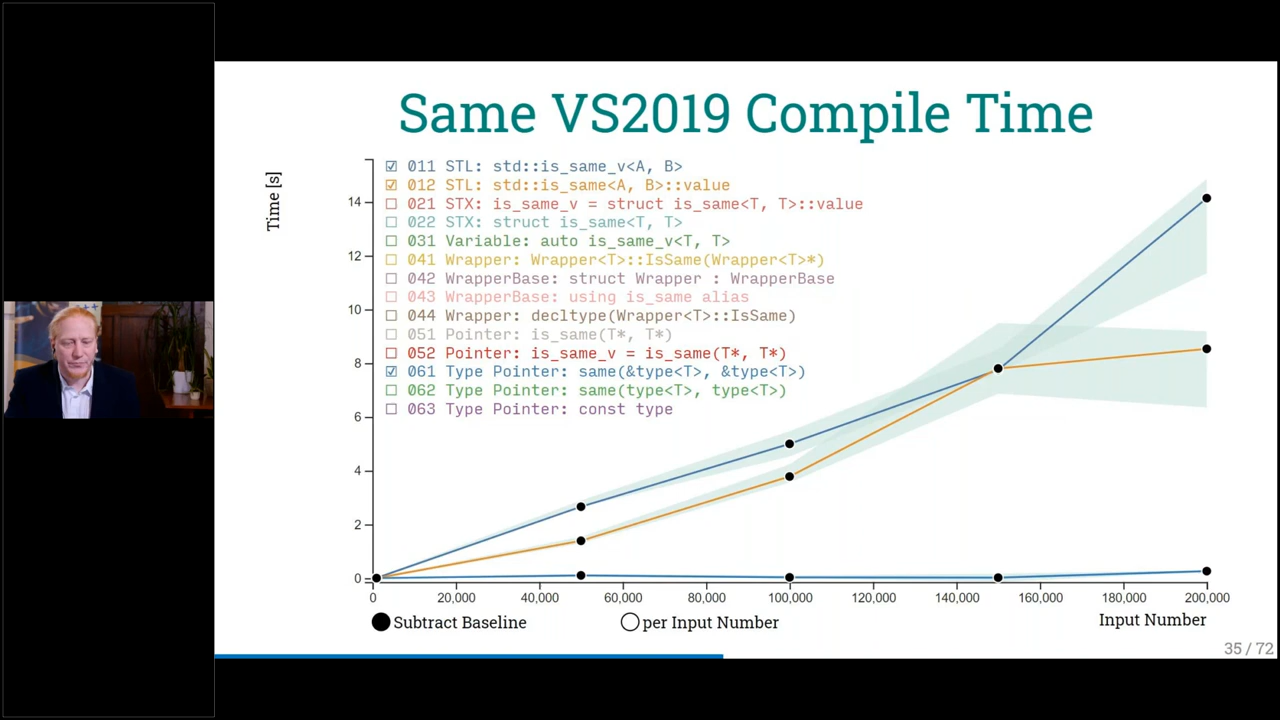 Same VS2019 Compile Time
Time [s]
☑ 011 STL: std::is_same_v<A, B>
☑ 012 STL: std::is_same<A, B>::value
☐ 021 STX: is_same_v = struct is_same<T, T>::value
☐ 022 STX: struct is_same<T, T>
☐ 031 Variable: auto is_same_v<T, T>
☐ 041 Wrapper: Wrapper<T>::IsSame(Wrapper<T>*)
☐ 042 WrapperBase: struct Wrapper : WrapperBase
☐ 043 WrapperBase: using is_same alias
☐ 044 Wrapper: decltype(Wrapper<T>::IsSame)
☐ 051 Pointer: is_same(T*, T*)
☐ 052 Pointer: is_same_v = is_same(T*, T*)
☑ 061 Type Pointer: same(&type<T>, &type<T>)
☐ 062 Type Pointer: same(type<T>, type<T>)
☐ 063 Type Pointer: const type
14
12
10
8
6
4
2
0
0 20,000 40,000 60,000 80,000 100,000 120,000 140,000 160,000 180,000 200,000
Subtract Baseline per Input Number Input Number
35 / 72